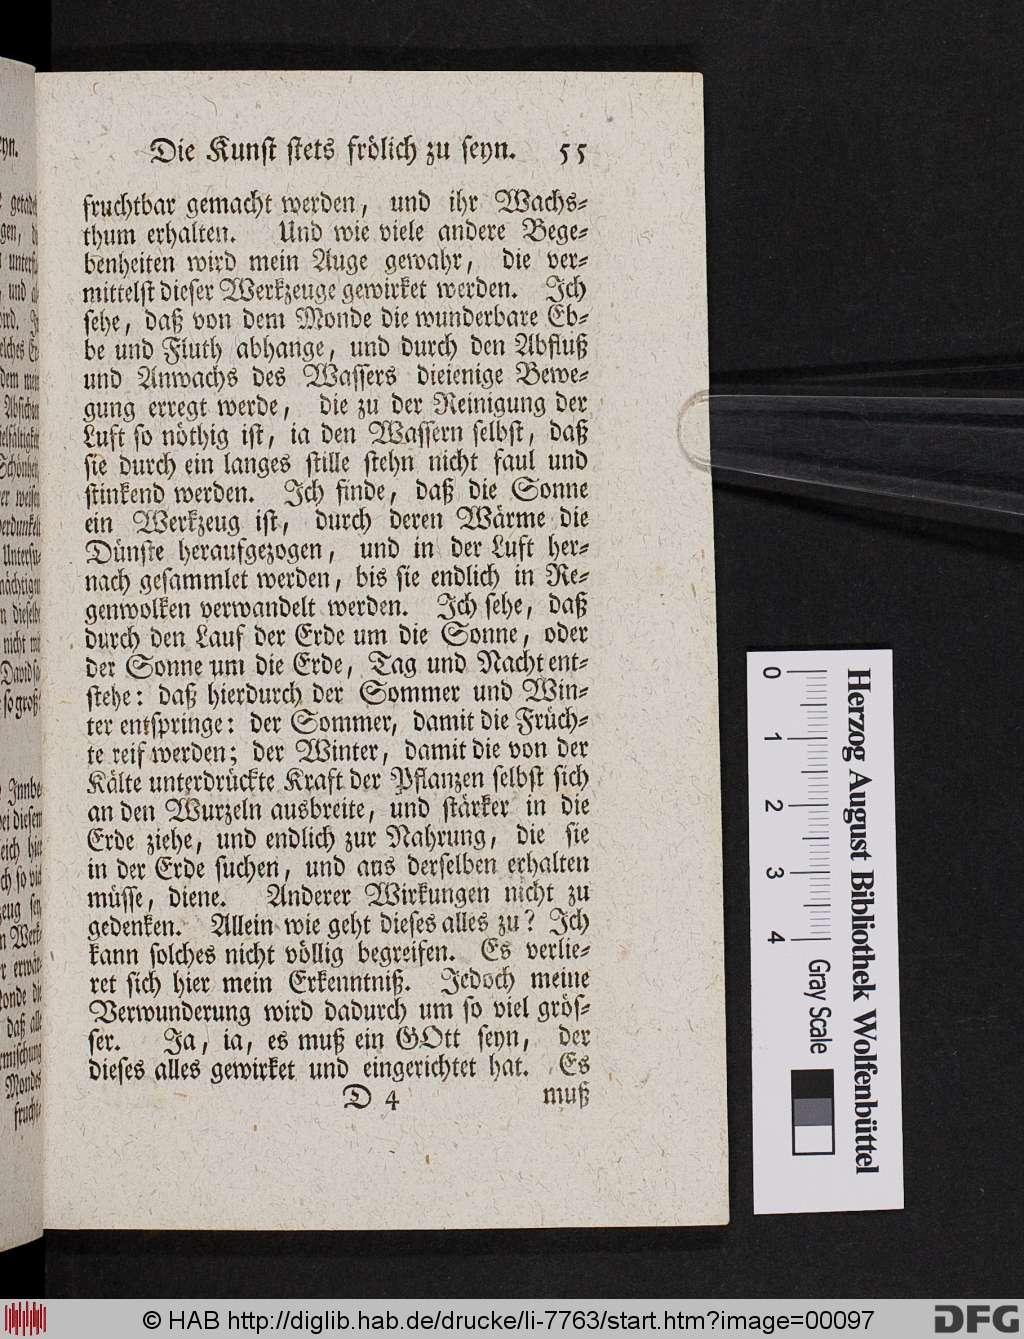 Die Kunst stets frölich zu seyn. 55
fruchtbar gemacht werden, und ihr Wachs-
thum erhalten. Und wie viele andere Bege-
benheiten wird mein Auge gewahr, die ver-
mittelst dieser Werkzeuge gewirket werden. Ich
sehe, daß von dem Monde die wunderbare Eb-
be und Fluth abhange, und durch den Abfluß
und Anwachs des Wassers dieienige Bewe-
gung erregt werde, die zu der Reinigung der
Luft so nöthig ist, ia den Wassern selbst, daß
sie durch ein langes stille stehn nicht faul und
stinkend werden. Ich finde, daß die Sonne
ein Werkzeug ist, durch deren Wärme die
Dünste heraufgezogen, und in der Luft her-
nach gesammlet werden, bis sie endlich in Re-
genwolken verwandelt werden. Ich sehe, daß
durch den Lauf der Erde um die Sonne, oder
der Sonne um die Erde, Tag und Nacht ent-
stehe: daß hierdurch der Sommer und Win-
ter entspringe: der Sommer, damit die Früch-
te reif werden; der Winter, damit die von der
Kälte unterdrückte Kraft der Pflanzen selbst sich
an den Wurzeln ausbreite, und stärker in die
Erde ziehe, und endlich zur Nahrung, die sie
in der Erde suchen, und aus derselben erhalten
müsse, diene. Anderer Wirkungen nicht zu
gedenken. Allein wie geht dieses alles zu? Ich
kann solches nicht völlig begreifen. Es verlie-
ret sich hier mein Erkenntniß. Jedoch meine
Verwunderung wird dadurch um so viel grös-
ser. Ja, ia, es muß ein GOtt seyn, der
dieses alles gewirket und eingerichtet hat. Es
D 4 muß
0 1 2 3 4
Gray Scale
Herzog August Bibliothek Wolfenbüttel
© HAB http://diglib.hab.de/drucke/li-7763/start.htm?image=00097
DFG